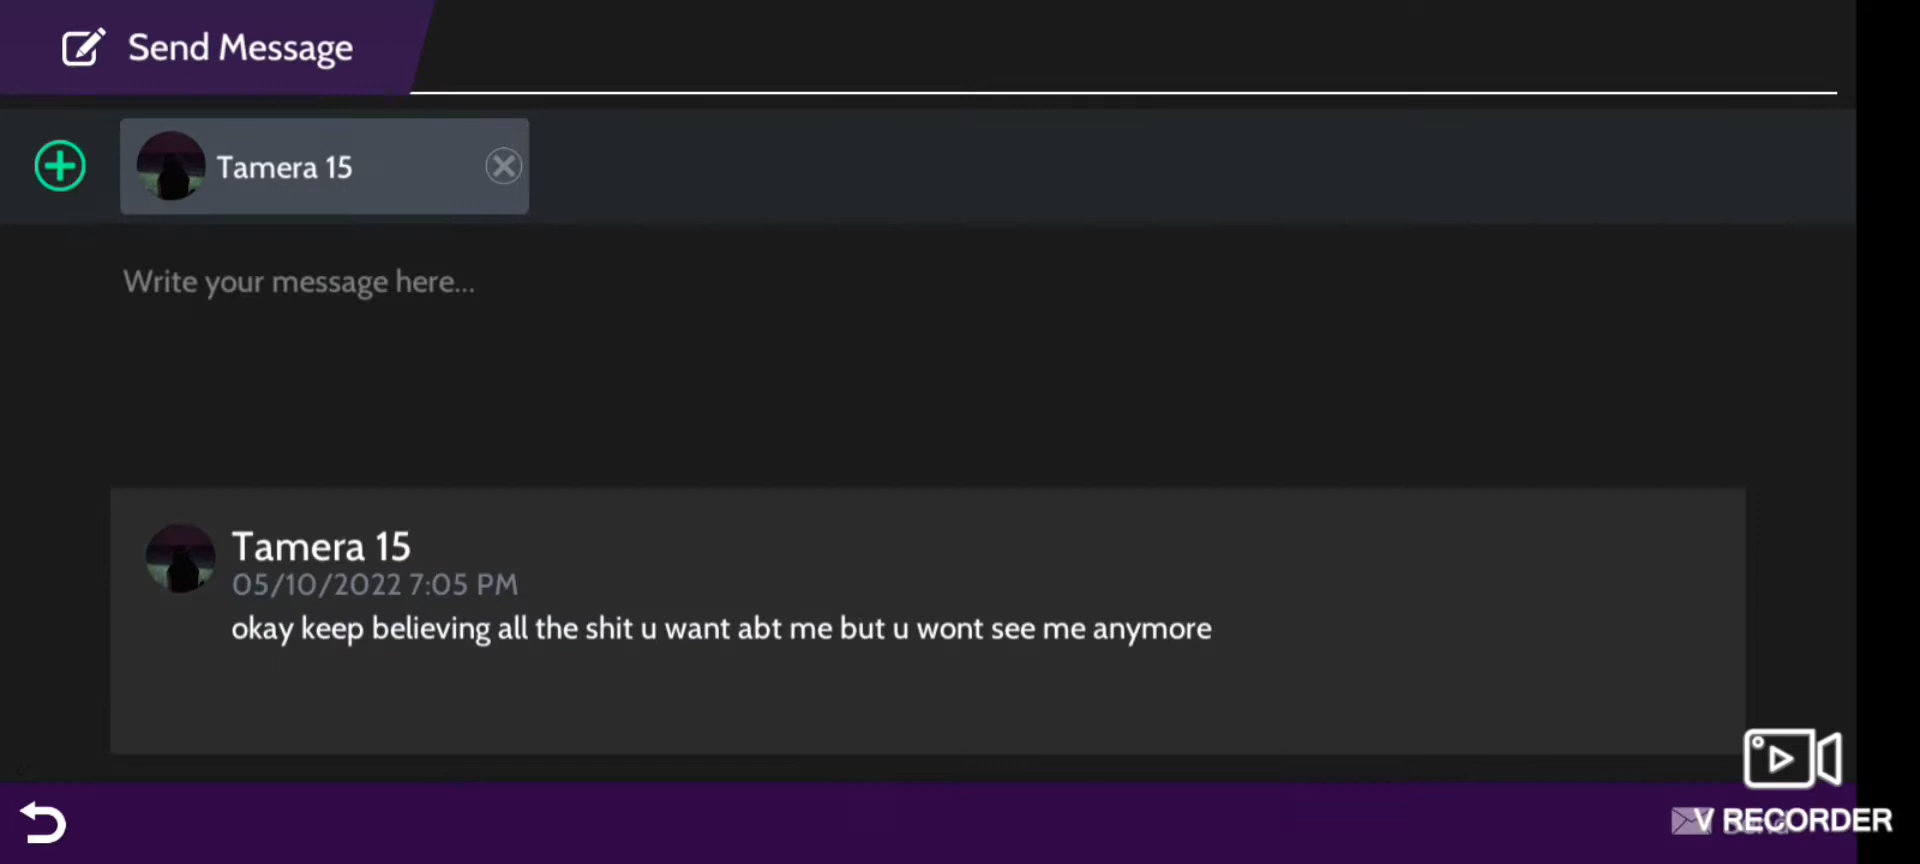 Send Message
Tamera 15
Write your message here...
Tamera 15
05/10/2022 7:05 PM
okay keep believing all the shit u want abt me but u wont see me anymore
V RECORDER